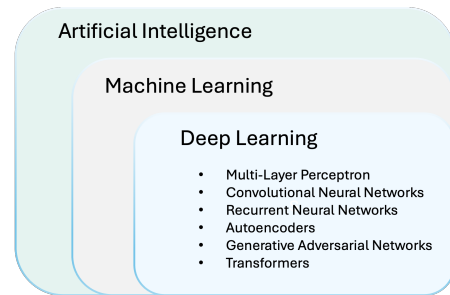 Artificial Intelligence
Machine Learning
Deep Learning
• Multi-Layer Perceptron
• Convolutional Neural Networks
• Recurrent Neural Networks
• Autoencoders
• Generative Adversarial Networks
• Transformers